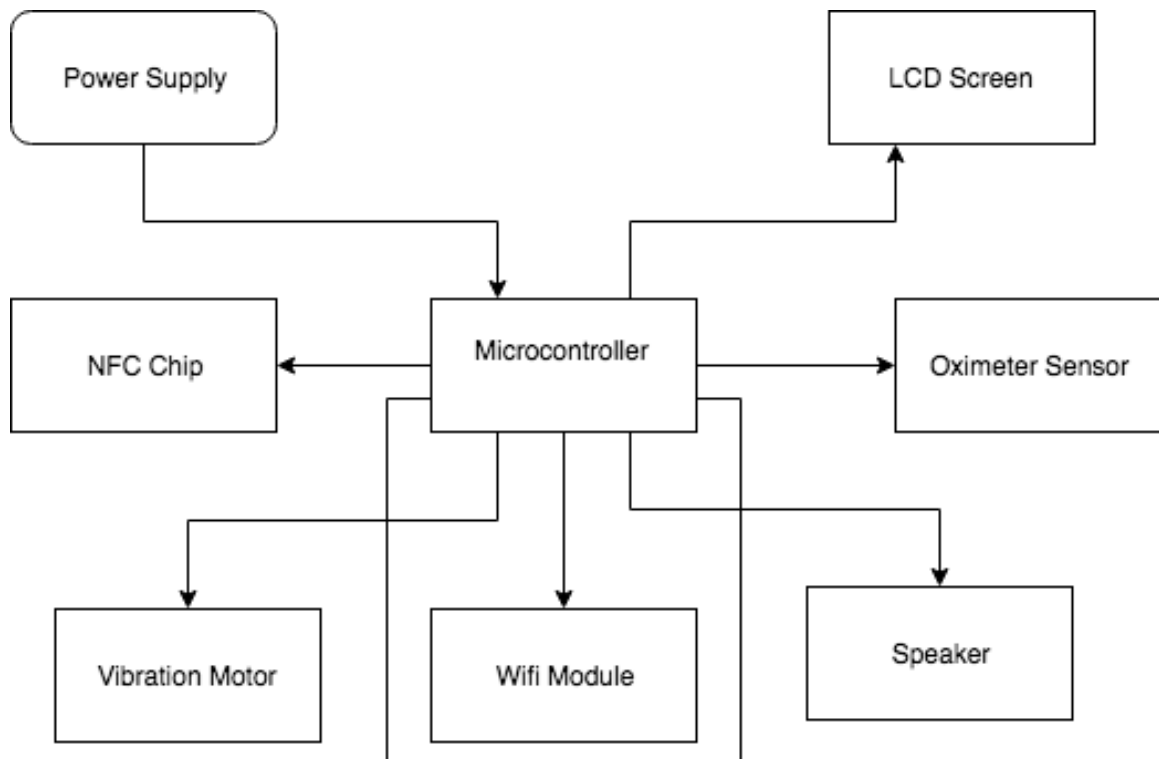 Power Supply
LCD Screen
NFC Chip
Microcontroller
Oximeter Sensor
Vibration Motor
Wifi Module
Speaker